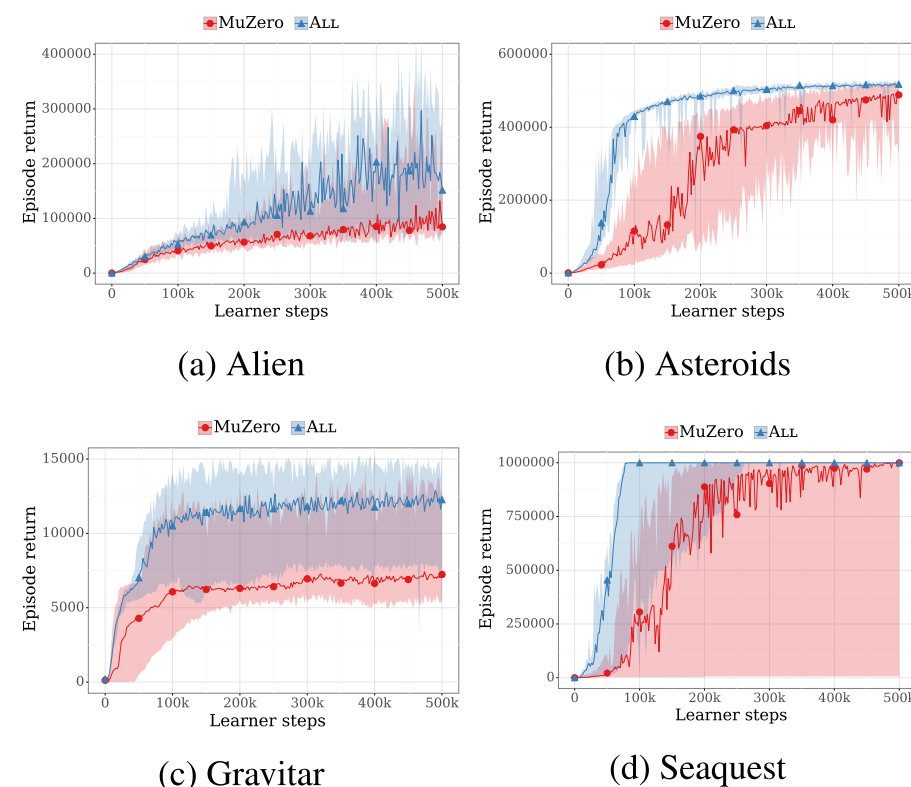 MuZero ALL
Episode return
400000
300000
200000
100000
0
0 100k 200k 300k 400k 500k
Learner steps
(a) Alien
MuZero ALL
Episode return
600000
400000
200000
0
0 100k 200k 300k 400k 500k
Learner steps
(b) Asteroids
MuZero ALL
Episode return
15000
10000
5000
0
0 100k 200k 300k 400k 500k
Learner steps
(c) Gravitar
MuZero ALL
Episode return
1000000
750000
500000
250000
0
0 100k 200k 300k 400k 500k
Learner steps
(d) Seaquest